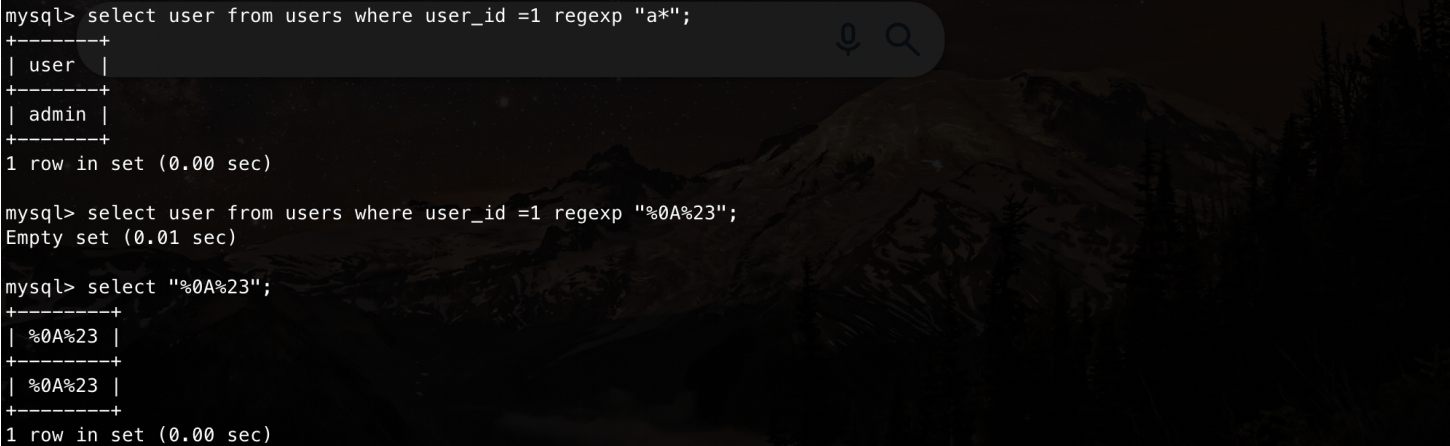 mysql> select user from users where user_id =1 regexp "a*";
+-------+
| user  |
+-------+
| admin |
+-------+
1 row in set (0.00 sec)
mysql> select user from users where user_id =1 regexp "%0A%23";
Empty set (0.01 sec)
mysql> select "%0A%23";
+--------+
| %0A%23 |
+--------+
| %0A%23 |
+--------+
1 row in set (0.00 sec)